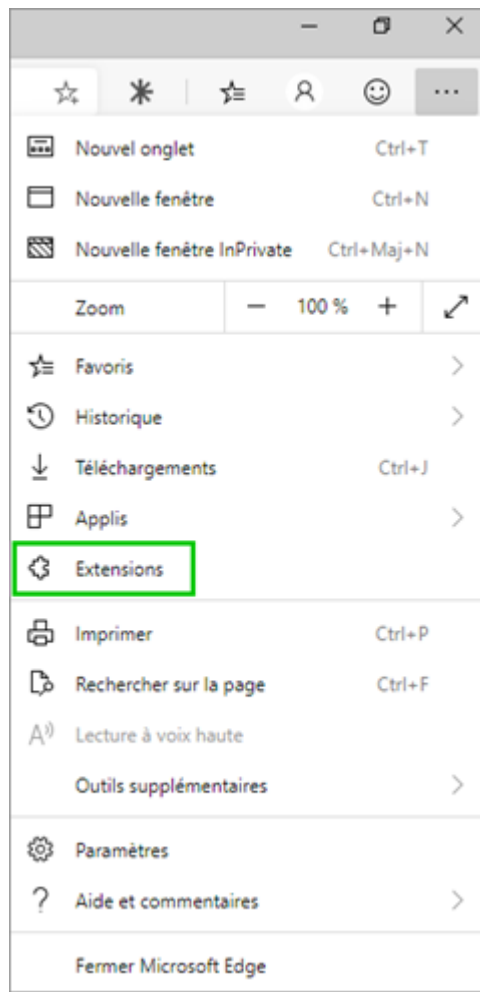 Nouvel onglet Ctrl+T
Nouvelle fenêtre Ctrl+N
Nouvelle fenêtre InPrivate Ctrl+Maj+N
Zoom — 100 % +
Favoris
Historique
Téléchargements Ctrl+J
Applis
Extensions
Imprimer Ctrl+P
Rechercher sur la page Ctrl+F
Lecture à voix haute
Outils supplémentaires
Paramètres
Aide et commentaires
Fermer Microsoft Edge